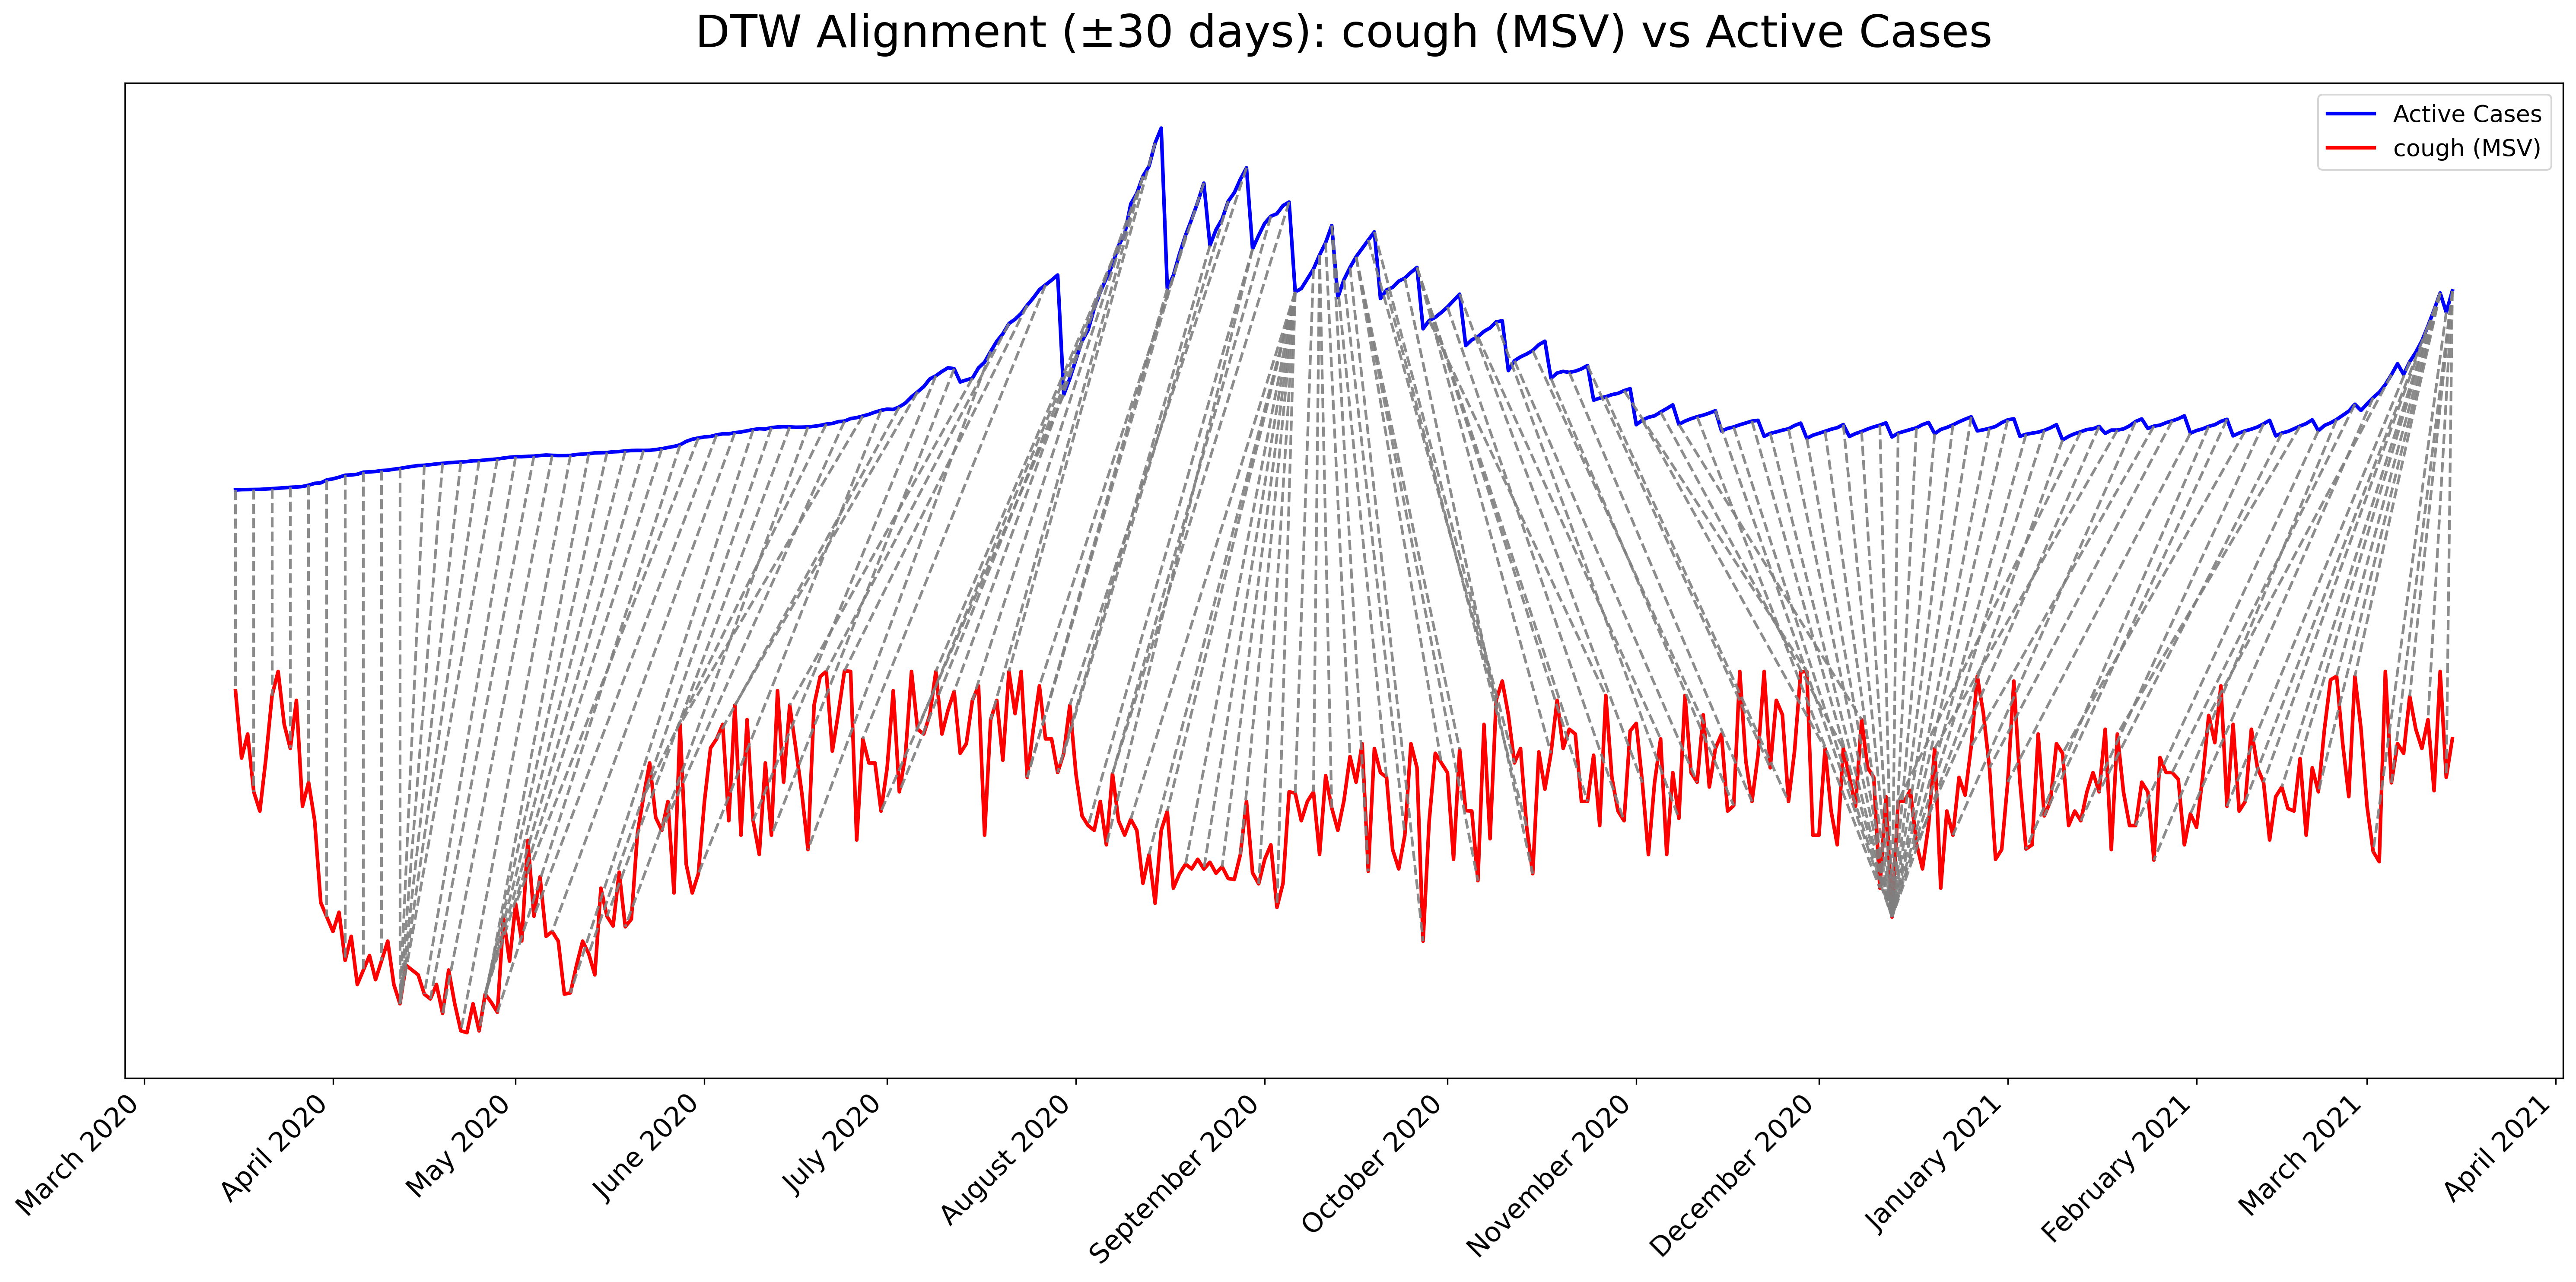 DTW Alignment (±30 days): cough (MSV) vs Active Cases
Active Cases
cough (MSV)
March 2020
April 2020
May 2020
June 2020
July 2020
August 2020
September 2020
October 2020
November 2020
December 2020
January 2021
February 2021
March 2021
April 2021